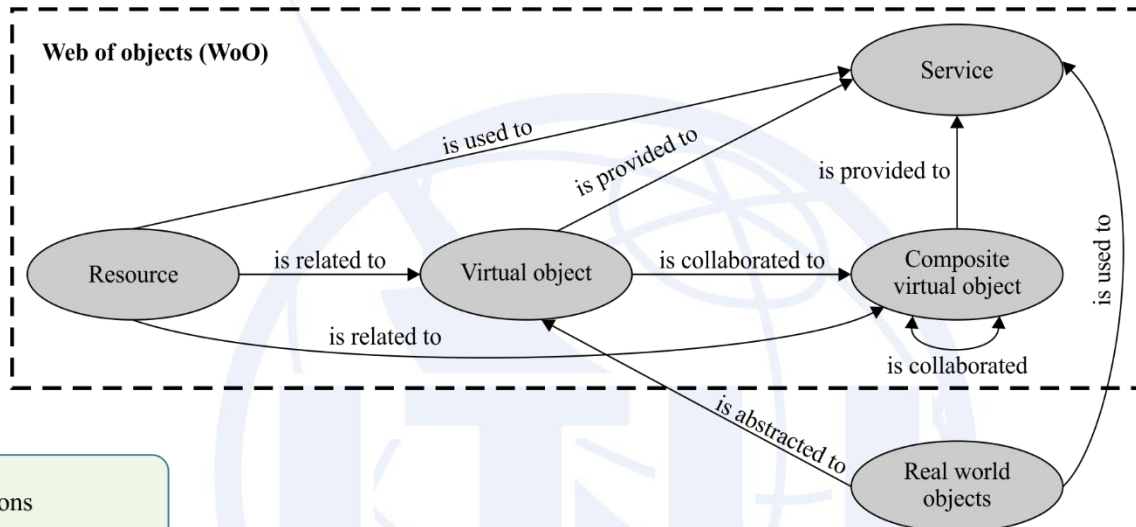 Web of objects (WoO)
Service
is used to
is provided to
is provided to
is used to
Resource
is related to
Virtual object
is collaborated to
Composite
virtual object
is related to
is collaborated
is abstracted to
Real world
objects
ons
ITU